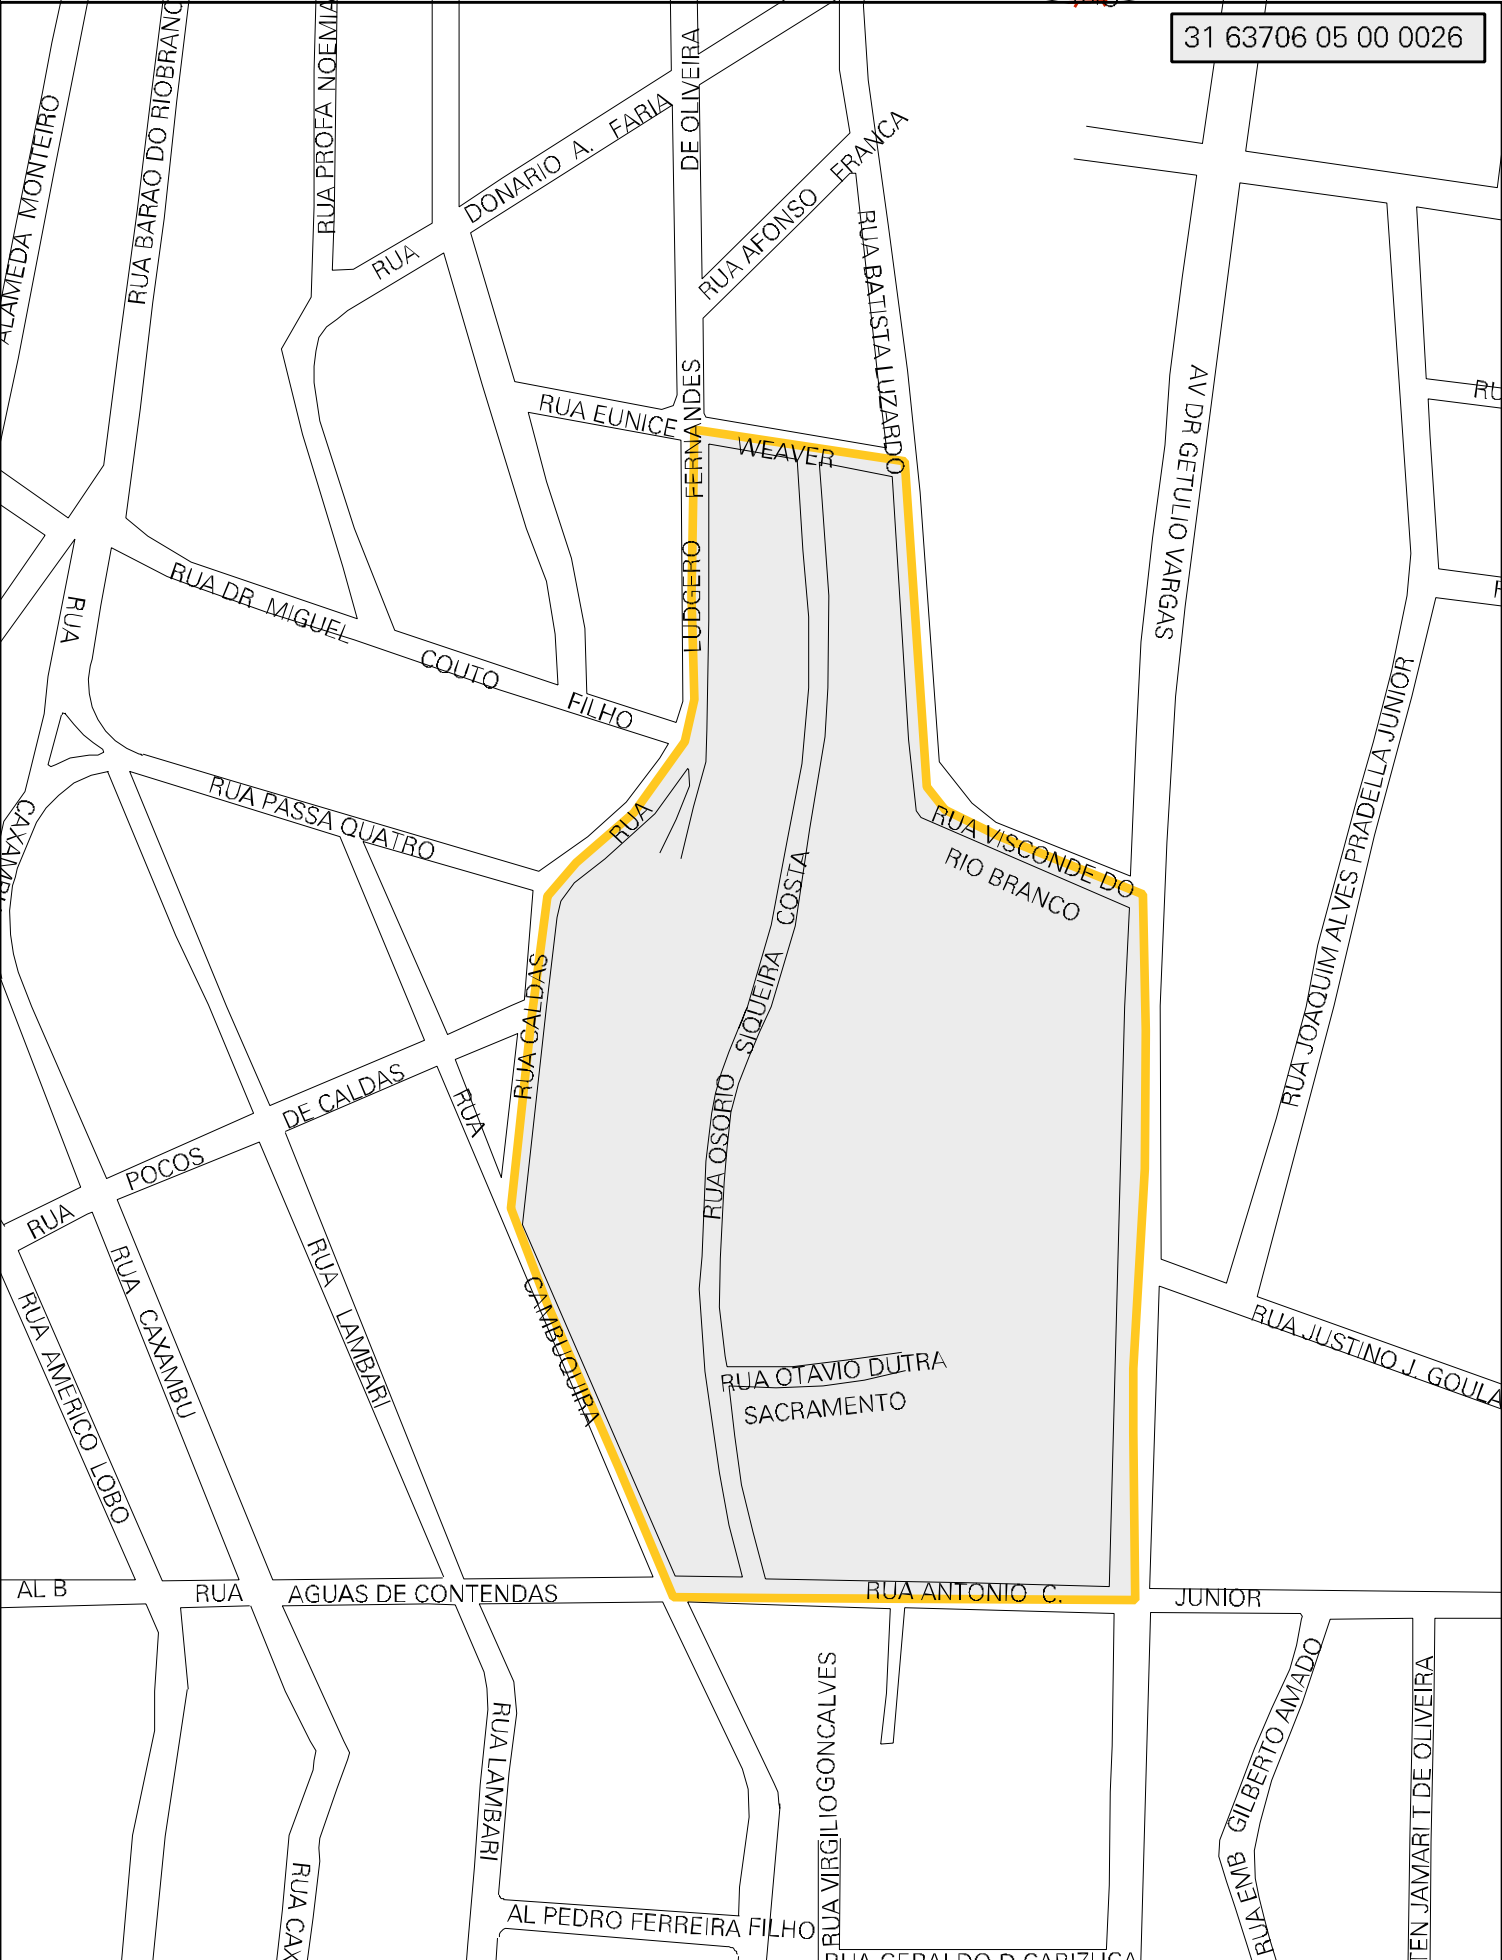 31 63706 05 00 0026
ALAMEDA MONTEIRO
RUA BARAO DO RIOBRANCO
RUA PROFA NOEMIA
RUA DONARIO A. FARIA
DE OLIVEIRA
RUA AFONSO FRANCA
RUA BATISTA LUZARDO
AV DR GETULIO VARGAS
RU
RUA EUNICE
WEAVER
LUDGERO FERNANDES
RUA DR MIGUEL COUTO FILHO
RUA
CAXAMBU
RUA PASSA QUATRO
RUA
RUA VISCONDE DO
RIO BRANCO
RUA JOAQUIM ALVES PRADELLA JUNIOR
RUA CALDAS
RUA OSORIO SIQUEIRA COSTA
RUA POCOS DE CALDAS
RUA CAMBUQUIRA
RUA CAXAMBU
RUA LAMBARI
RUA AMERICO LOBO
RUA JUSTINO J. GOULA
RUA OTAVIO DUTRA
SACRAMENTO
AL B
RUA AGUAS DE CONTENDAS
RUA ANTONIO C. JUNIOR
RUA LAMBARI
RUA CAX
RUA VIRGILIOGONCALVES
RUA EMB GILBERTO AMADO
TEN JAMARI T DE OLIVEIRA
AL PEDRO FERREIRA FILHO